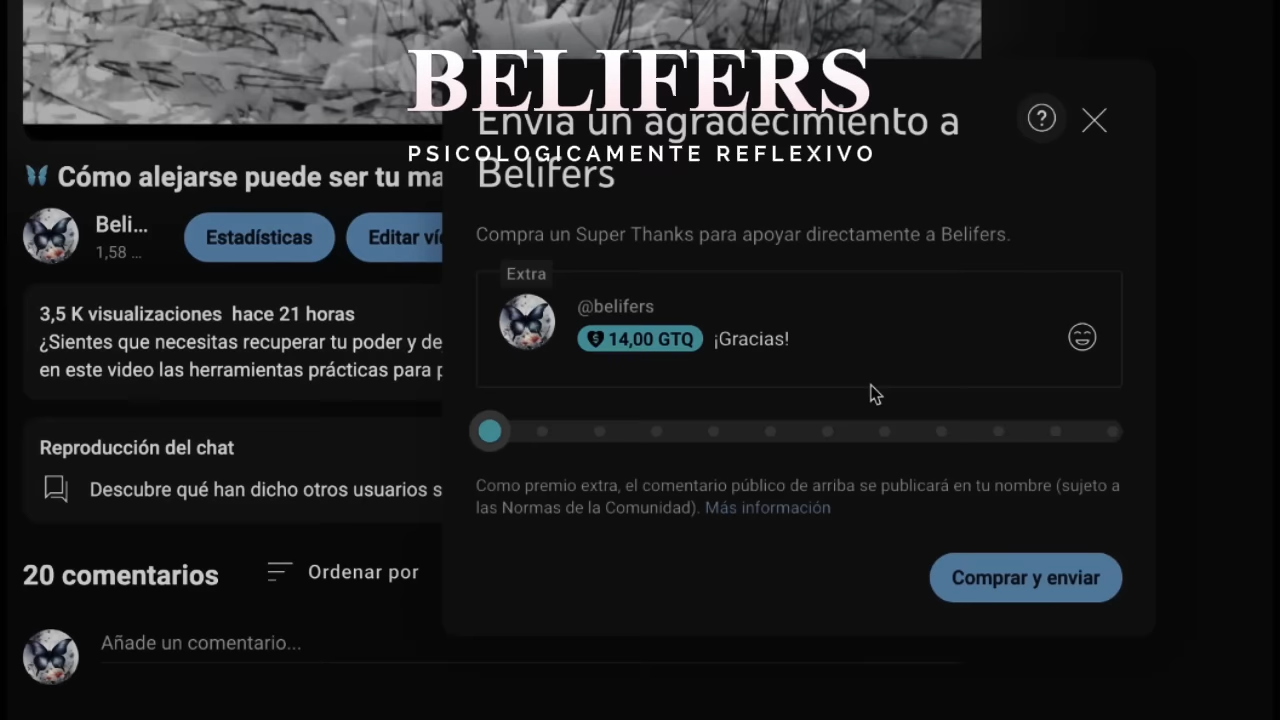 BELIFERS
Envía un agradecimiento a
PSICOLOGICAMENTE REFLEXIVO
Belifers
Cómo alejarse puede ser tu ma
Beli...
1,58 ...
Estadísticas
Editar ví
Compra un Super Thanks para apoyar directamente a Belifers.
Extra
@belifers
14,00 GTQ ¡Gracias!
3,5 K visualizaciones hace 21 horas
¿Sientes que necesitas recuperar tu poder y de
en este video las herramientas prácticas para p
Reproducción del chat
Descubre qué han dicho otros usuarios s
Como premio extra, el comentario público de arriba se publicará en tu nombre (sujeto a
las Normas de la Comunidad). Más información
Comprar y enviar
20 comentarios
Ordenar por
Añade un comentario...